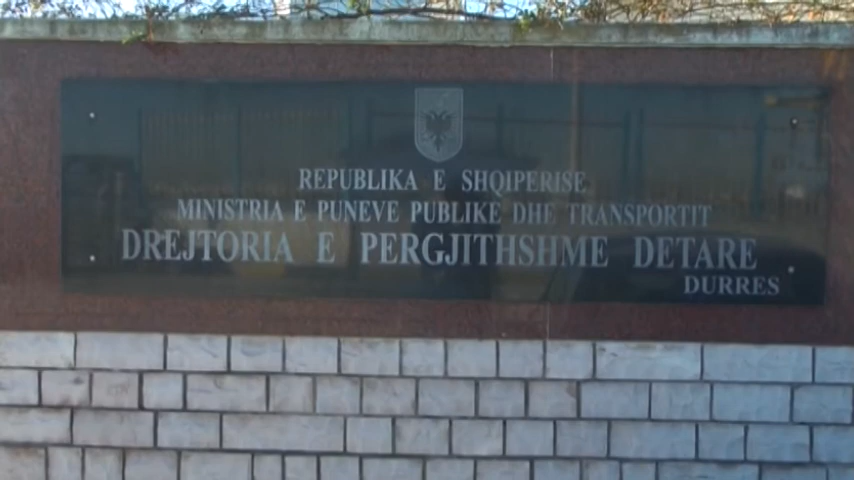 REPUBLIKA E SHQIPERISE
MINISTRIA E PUNEVE PUBLIKE DHE TRANSPORTIT
DREJTORIA E PERGJITHSHME DETARE
DURRES